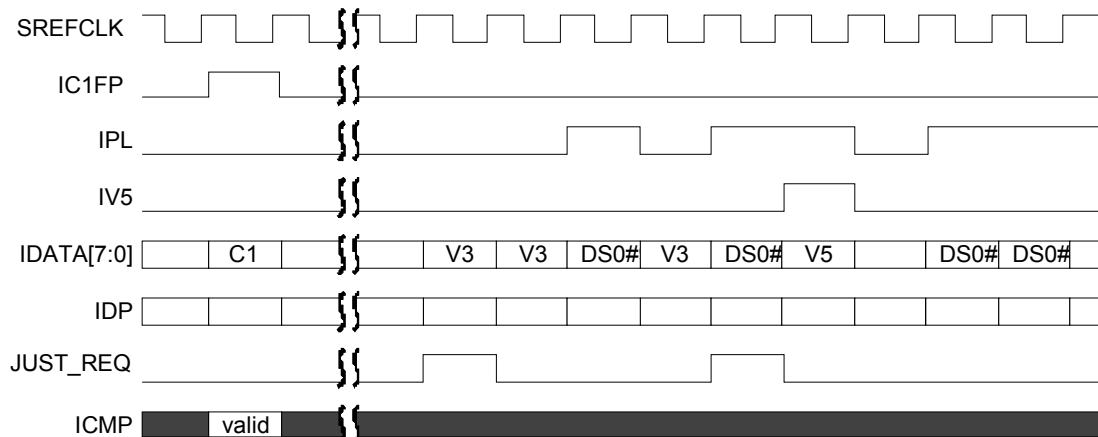 SREFCLK
IC1FP
IPL
IV5
IDATA[7:0] C1 V3 V3 DS0# V3 DS0# V5 DS0# DS0#
IDP
JUST_REQ
ICMP valid